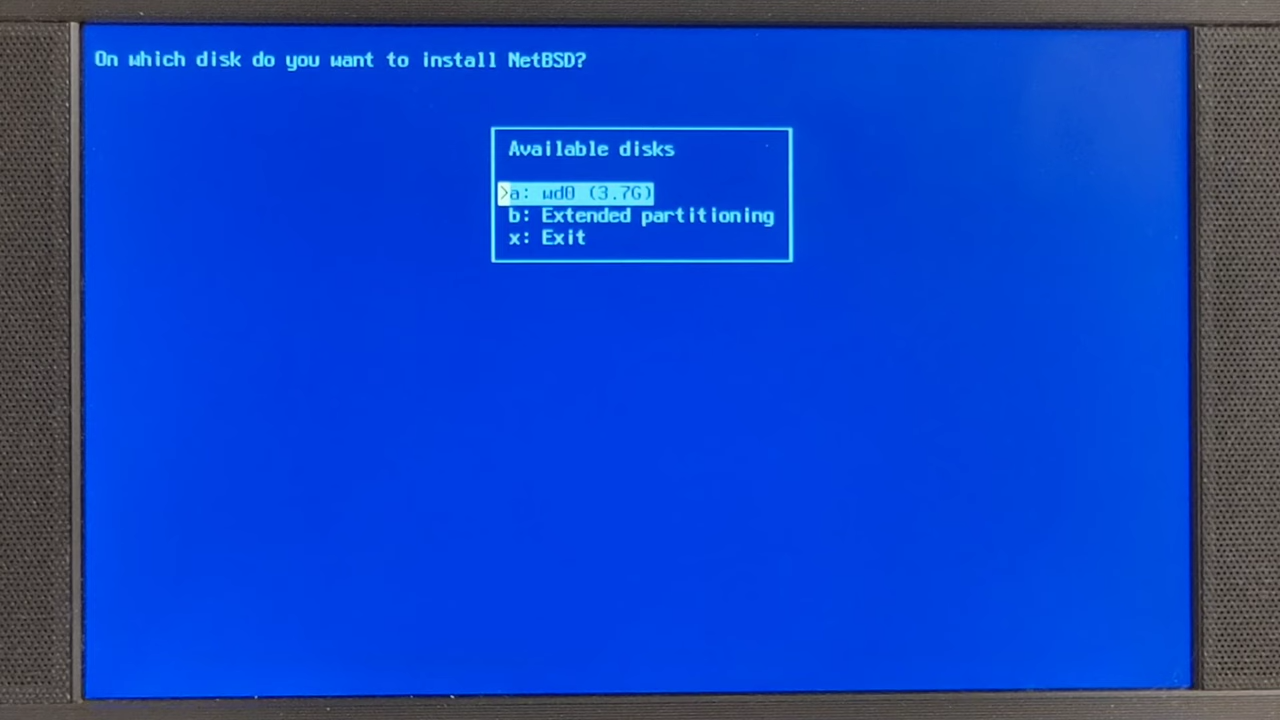 On which disk do you want to install NetBSD?
Available disks
>a: wd0 (3.7G)
b: Extended partitioning
x: Exit